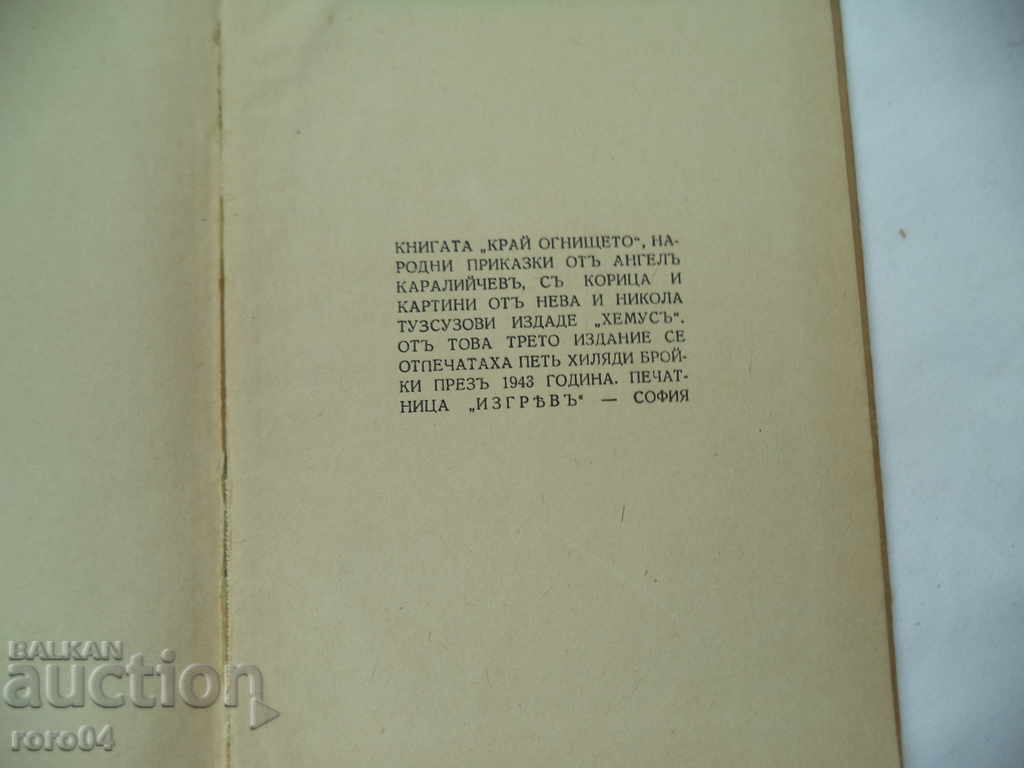 КНИГАТА „КРАЙ ОГНИЩЕТО“, НА-
РОДНИ ПРИКАЗКИ ОТЪ АНГЕЛЪ
КАРАЛИЙЧЕВЪ, СЪ КОРИЦА И
КАРТИНИ ОТЪ НЕВА И НИКОЛА
ТУЗСУЗОВИ ИЗДАДЕ „ХЕМУСЪ“.
ОТЪ ТОВА ТРЕТО ИЗДАНИЕ СЕ
ОТПЕЧАТАХА ПЕТЬ ХИЛЯДИ БРОЙ-
КИ ПРЕЗЪ 1943 ГОДИНА. ПЕЧАТ-
НИЦА „ИЗГРѢВЪ“ — СОФИЯ
BALKAN
auction
roro04